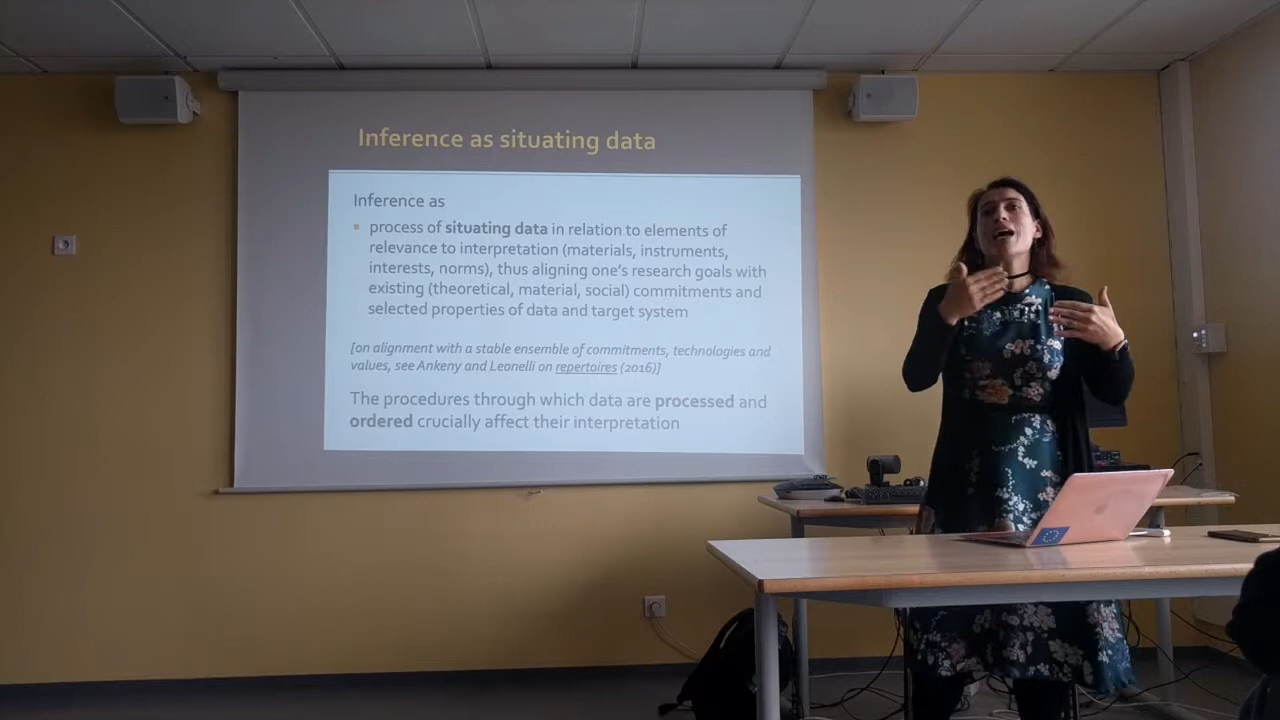 Inference as situating data
Inference as
process of situating data in relation to elements of
relevance to interpretation (materials, instruments,
interests, norms), thus aligning one's research goals with
existing (theoretical, material, social) commitments and
selected properties of data and target system
[on alignment with a stable ensemble of commitments, technologies and
values, see Ankeny and Leonelli on repertoires (2016)]
The procedures through which data are processed and
ordered crucially affect their interpretation